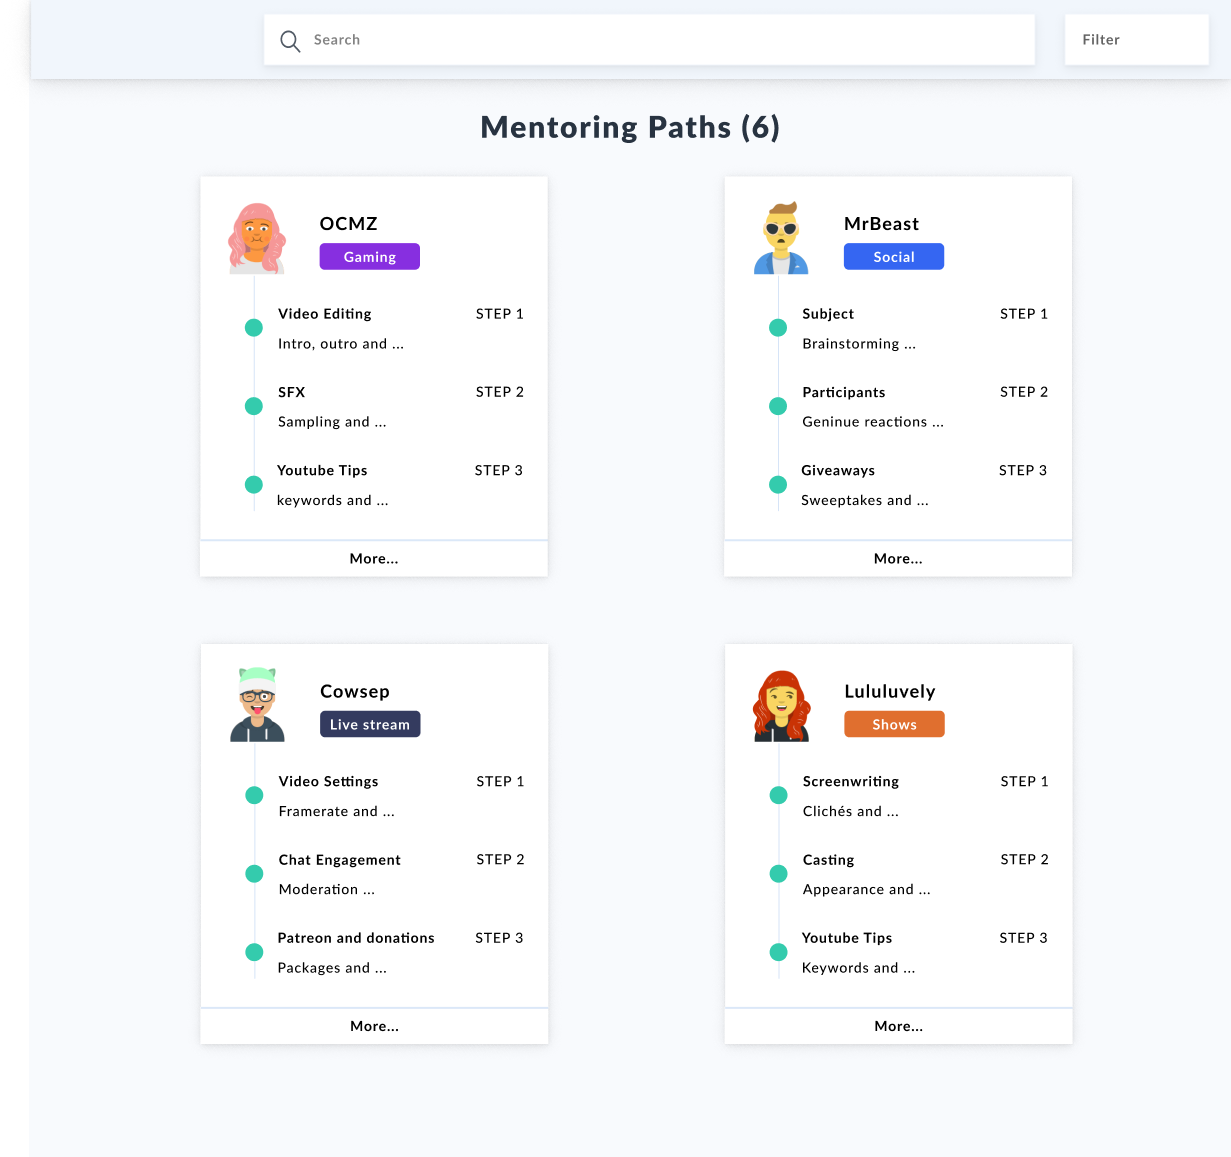 Search
Filter
Mentoring Paths (6)
OCMZ
Gaming
Video Editing STEP 1
Intro, outro and ...
SFX STEP 2
Sampling and ...
Youtube Tips STEP 3
keywords and ...
More...
MrBeast
Social
Subject STEP 1
Brainstorming ...
Participants STEP 2
Geninue reactions ...
Giveaways STEP 3
Sweeptakes and ...
More...
Cowsep
Live stream
Video Settings STEP 1
Framerate and ...
Chat Engagement STEP 2
Moderation ...
Patreon and donations STEP 3
Packages and ...
More...
Lululuvely
Shows
Screenwriting STEP 1
Clichés and ...
Casting STEP 2
Appearance and ...
Youtube Tips STEP 3
Keywords and ...
More...